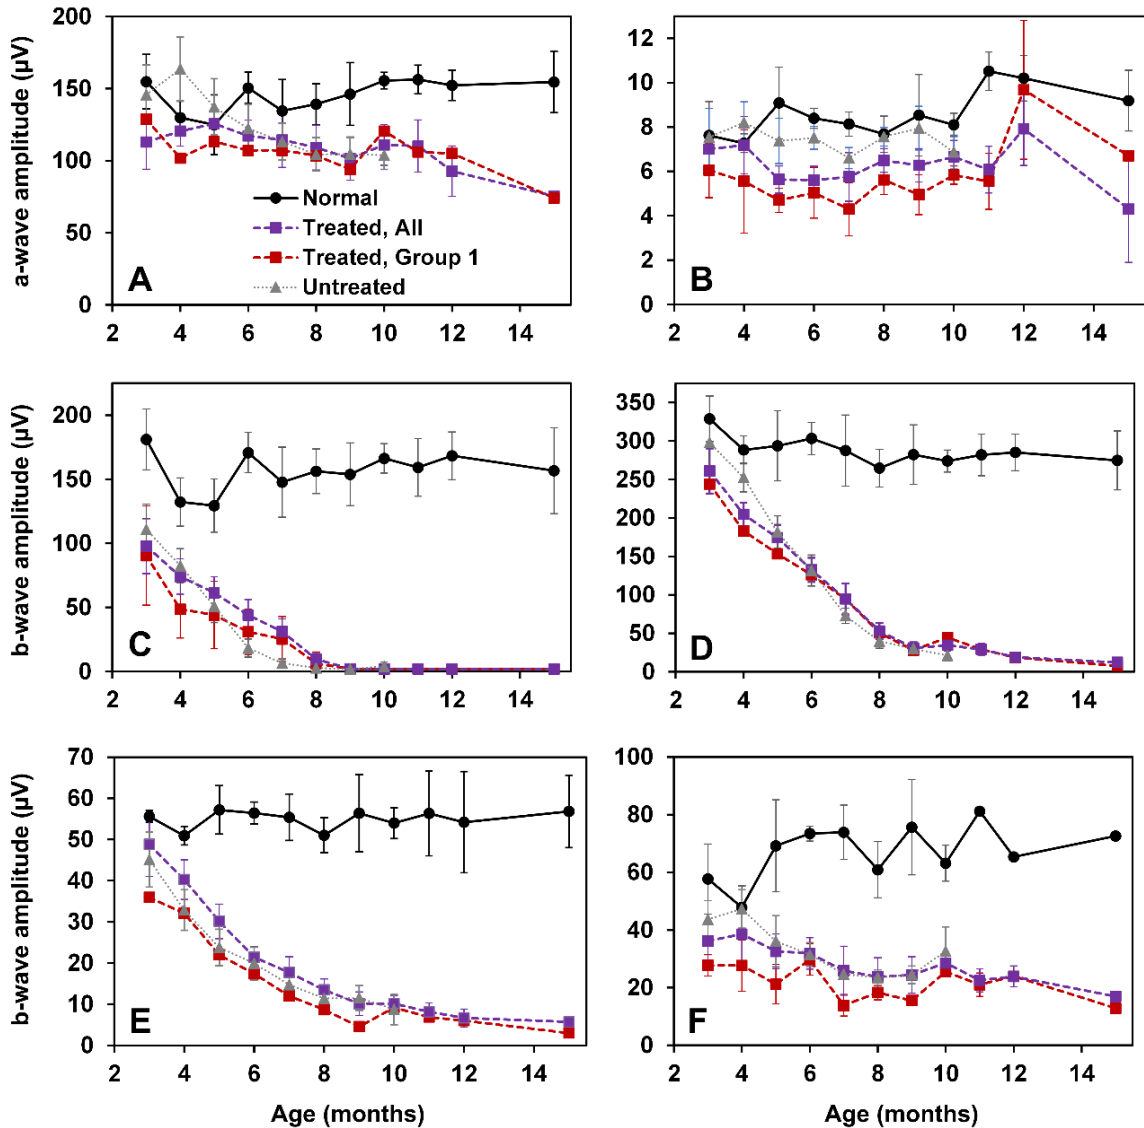 a-wave amplitude (µV)
200
150
100
50
0
Normal
Treated, All
Treated, Group 1
Untreated
A
2 4 6 8 10 12 14
12
10
8
6
4
2
0
B
2 4 6 8 10 12 14
b-wave amplitude (µV)
200
150
100
50
0
C
2 4 6 8 10 12 14
350
300
250
200
150
100
50
0
D
2 4 6 8 10 12 14
b-wave amplitude (µV)
70
60
50
40
30
20
10
0
E
2 4 6 8 10 12 14
Age (months)
100
80
60
40
20
0
F
2 4 6 8 10 12 14
Age (months)